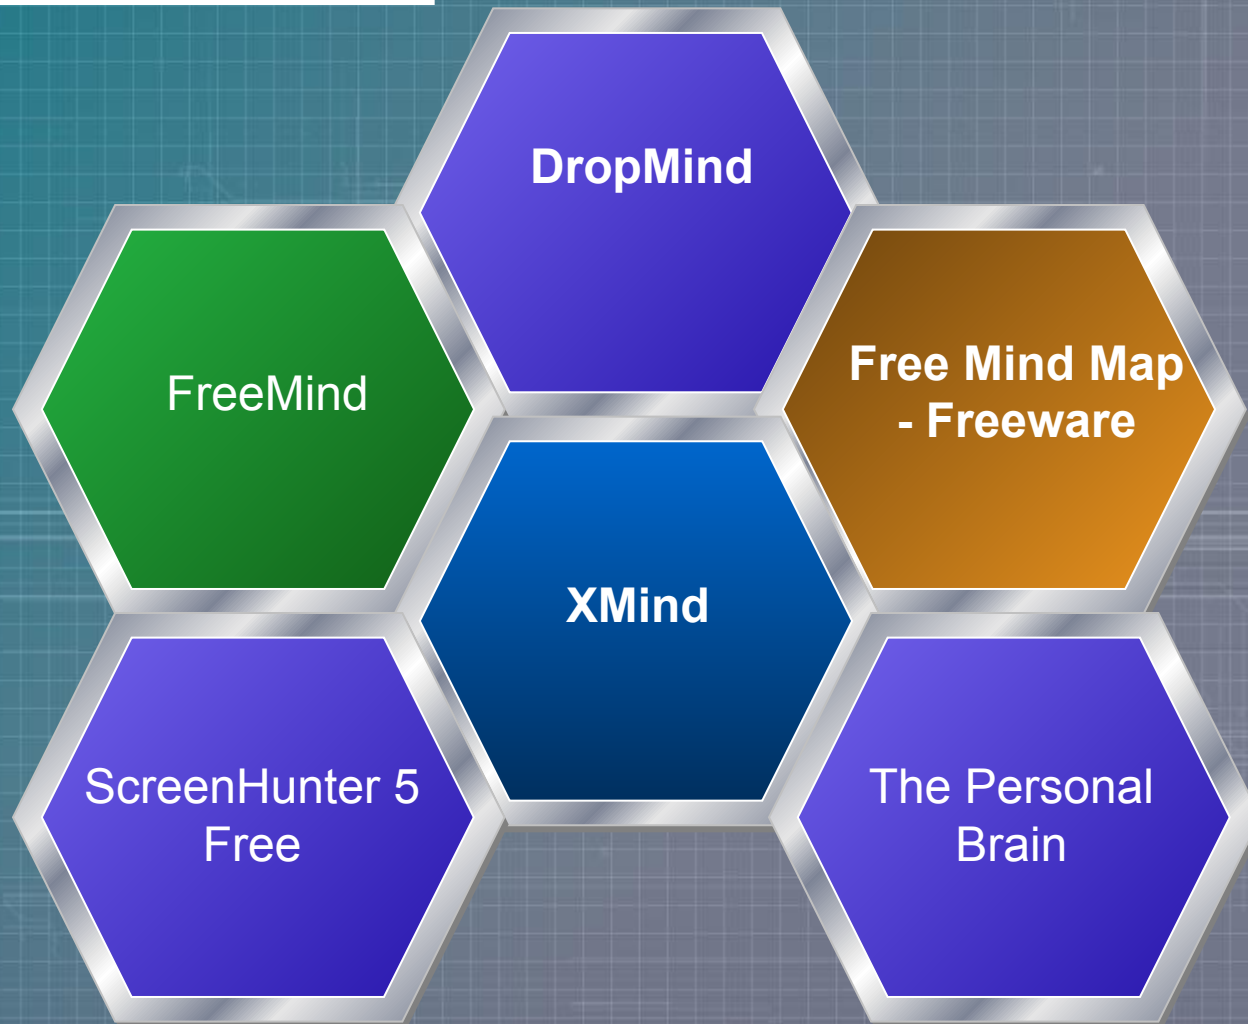 DropMind
FreeMind
Free Mind Map
- Freeware
XMind
ScreenHunter 5
Free
The Personal
Brain